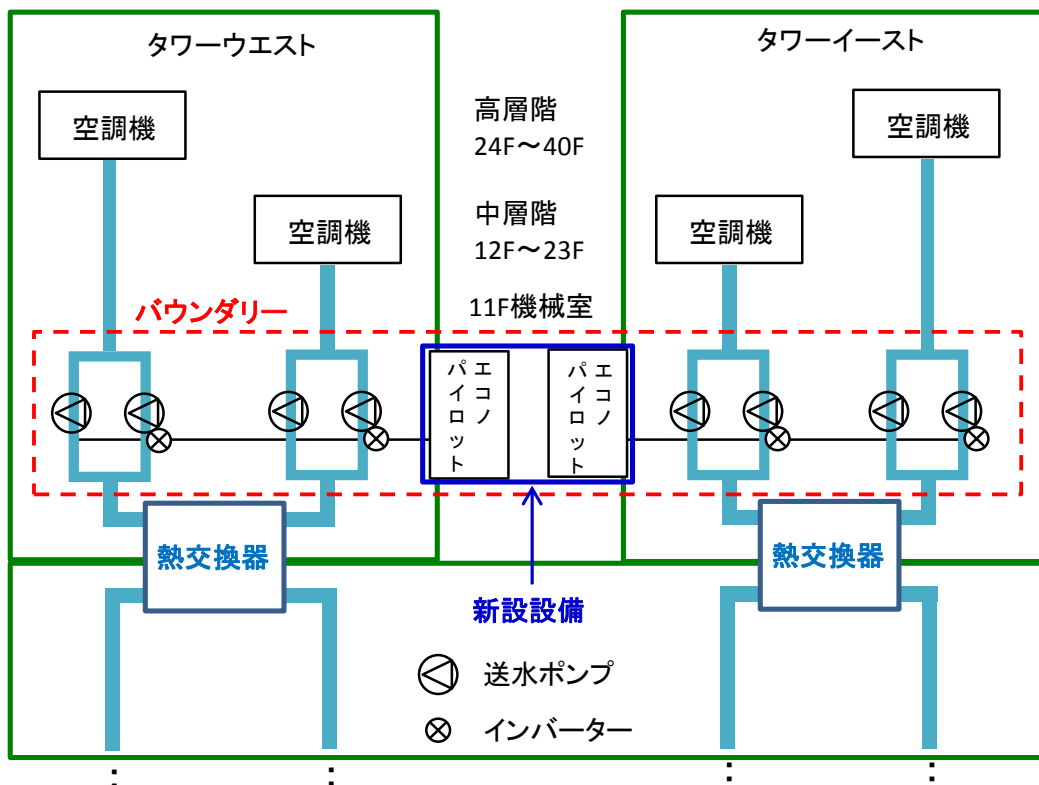 タワーウエスト
タワーイースト
空調機
高層階
24F～40F
空調機
空調機
中層階
12F～23F
空調機
11F機械室
バウンダリー
エコノ
パイロット
エコノ
パイロット
熱交換器
熱交換器
新設設備
送水ポンプ
インバーター